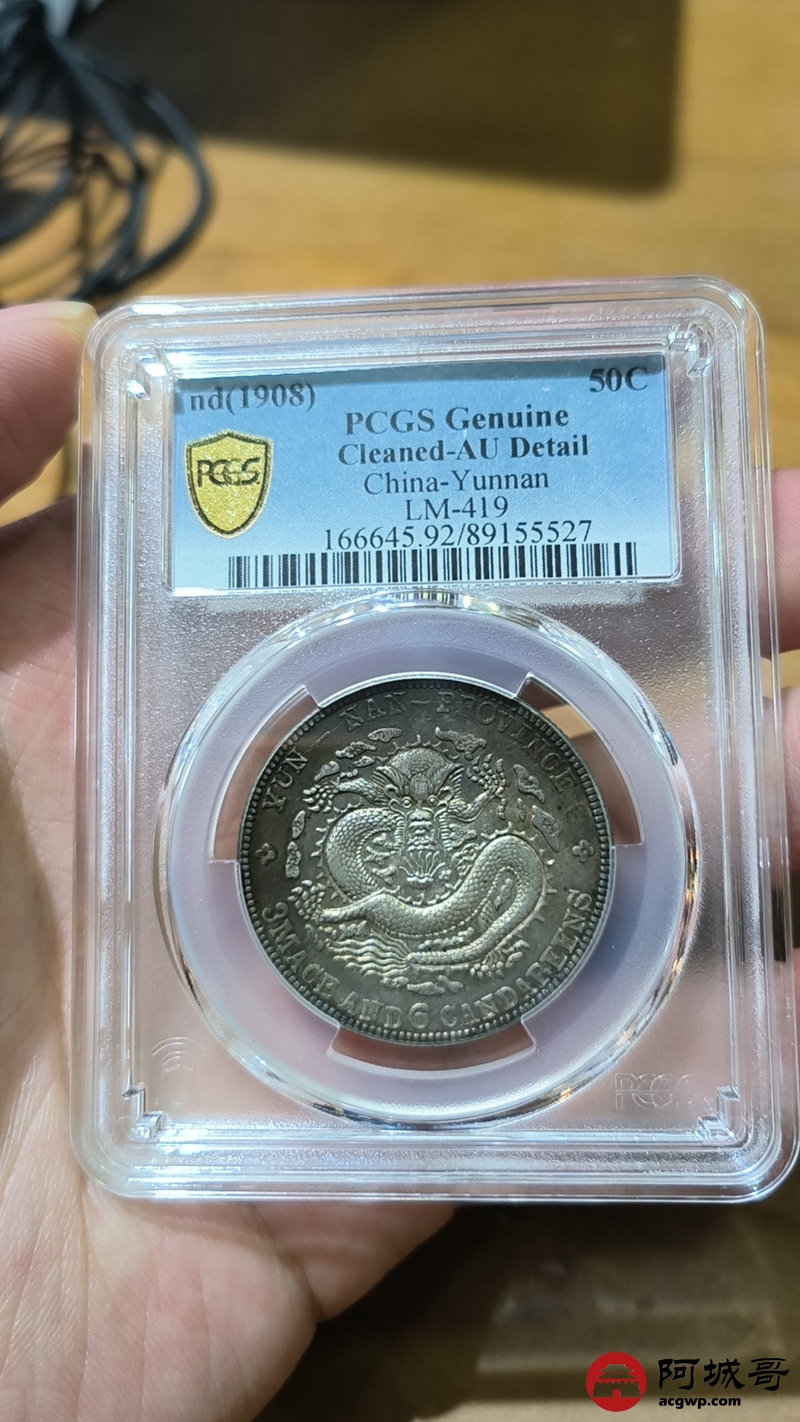 nd(1908) 50C
PCGS Genuine
Cleaned-AU Detail
China-Yunnan
LM-419
166645.92/89155527
PCGS
YUN-NAN-PROVINCE
3 MACE AND 6 CANDAREENS
PCGS
阿城哥
acgwp.com